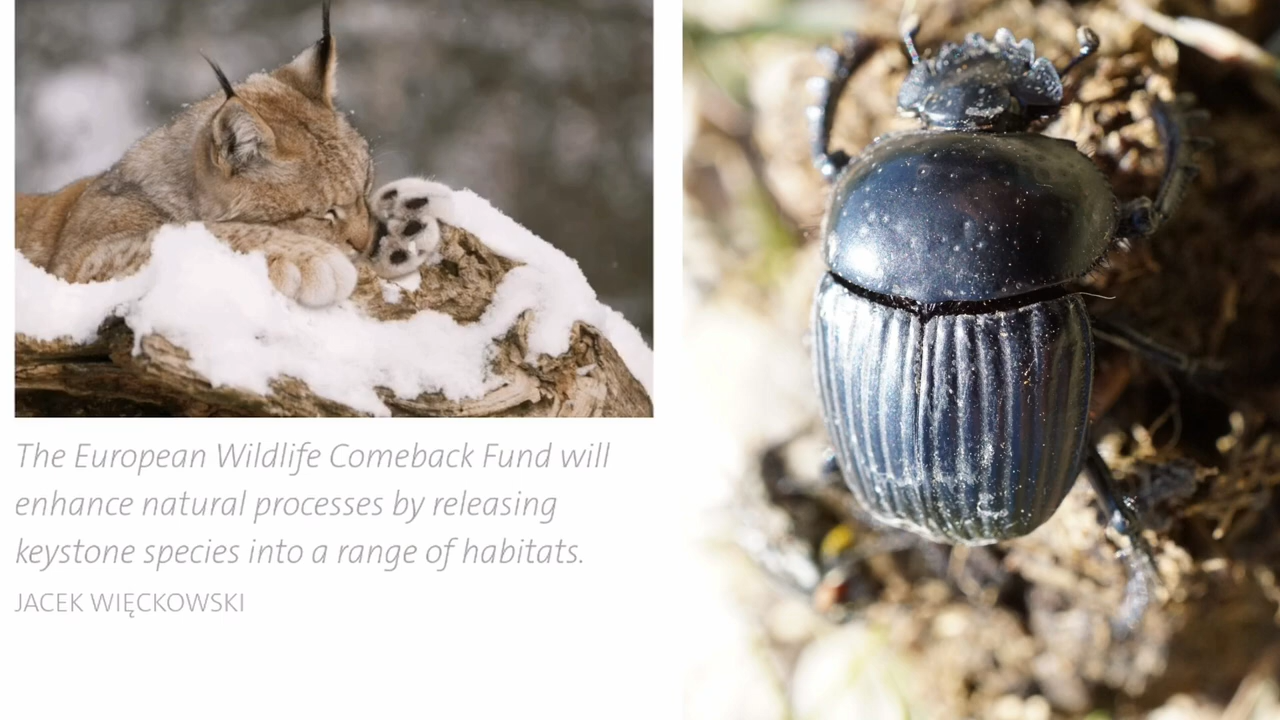 The European Wildlife Comeback Fund will
enhance natural processes by releasing
keystone species into a range of habitats.
JACEK WIĘCKOWSKI